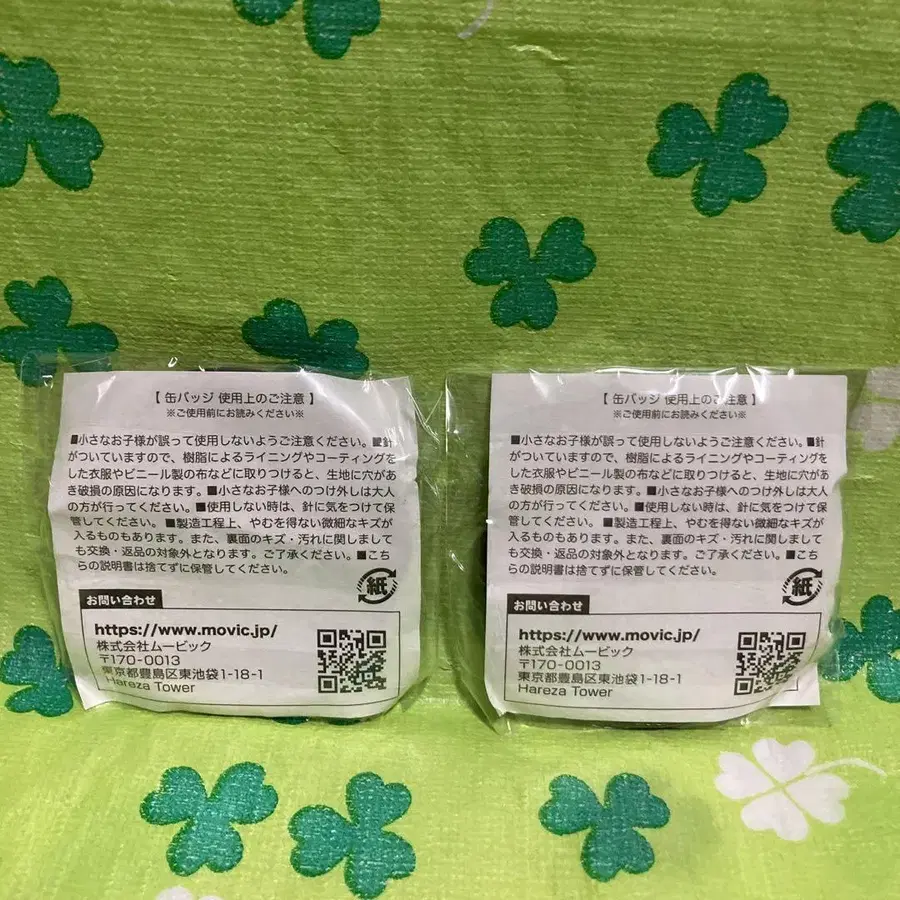 【 缶バッジ 使用上のご注意 】
※ご使用前にお読みください※
■小さなお子様が誤って使用しないようご注意ください。■針
がついていますので、樹脂によるライニングやコーティングを
した衣服やビニール製の布などに取りつけると、生地に穴があ
き破損の原因になります。■小さなお子様へのつけ外しは大人
の方が行ってください。■使用しない時は、針に気をつけて保
管してください。■製造工程上、やむを得ない微細なキズが
入るものもあります。また、裏面のキズ・汚れに関しまして
も交換・返品の対象外となります。ご了承ください。■こち
らの説明書は捨てずに保管してください。
紙
お問い合わせ
https://www.movic.jp/
株式会社ムービック
〒170-0013
東京都豊島区東池袋1-18-1
Hareza Tower
【 缶バッジ 使用上のご注意 】
※ご使用前にお読みください※
■小さなお子様が誤って使用しないようご注意ください。■針
がついていますので、樹脂によるライニングやコーティングを
した衣服やビニール製の布などに取りつけると、生地に穴があ
き破損の原因になります。■小さなお子様へのつけ外しは大人
の方が行ってください。■使用しない時は、針に気をつけて保
管してください。■製造工程上、やむを得ない微細なキズが
入るものもあります。また、裏面のキズ・汚れに関しまして
も交換・返品の対象外となります。ご了承ください。■こち
らの説明書は捨てずに保管してください。
紙
お問い合わせ
https://www.movic.jp/
株式会社ムービック
〒170-0013
東京都豊島区東池袋1-18-1
Hareza Tower